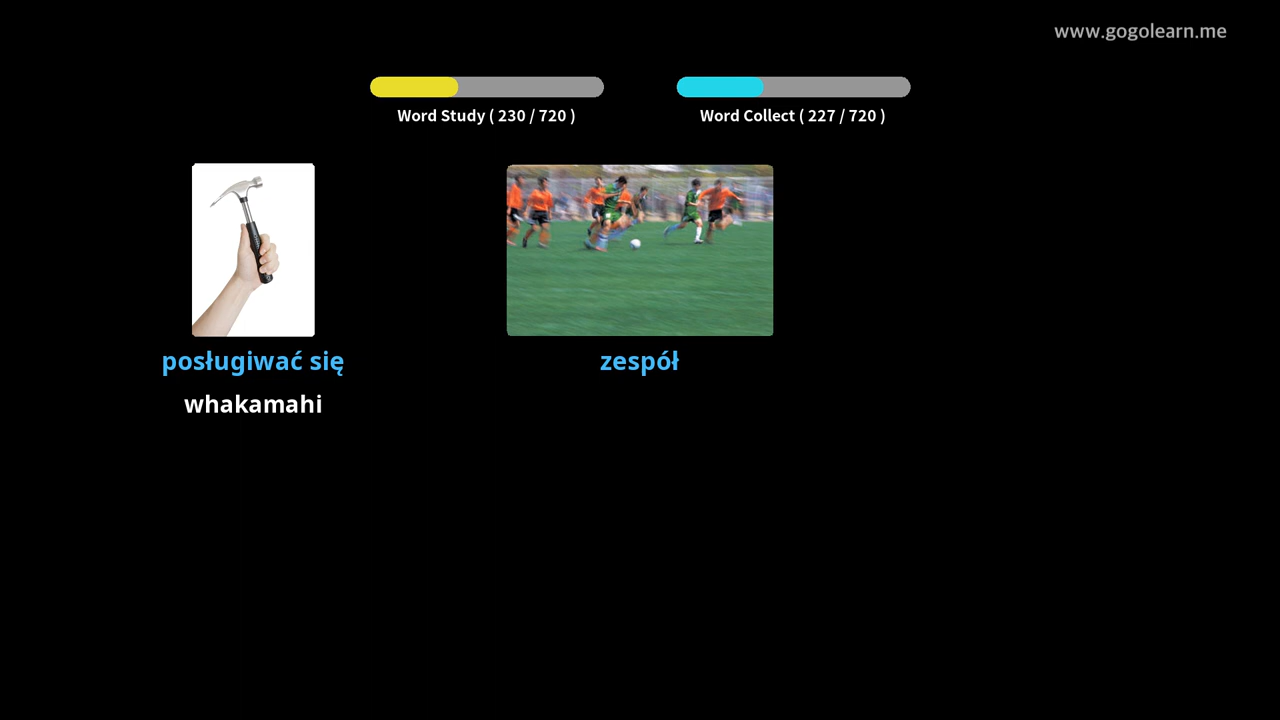 www.gogolearn.me
Word Study ( 230 / 720 )
Word Collect ( 227 / 720 )
posługiwać się
zespół
whakamahi